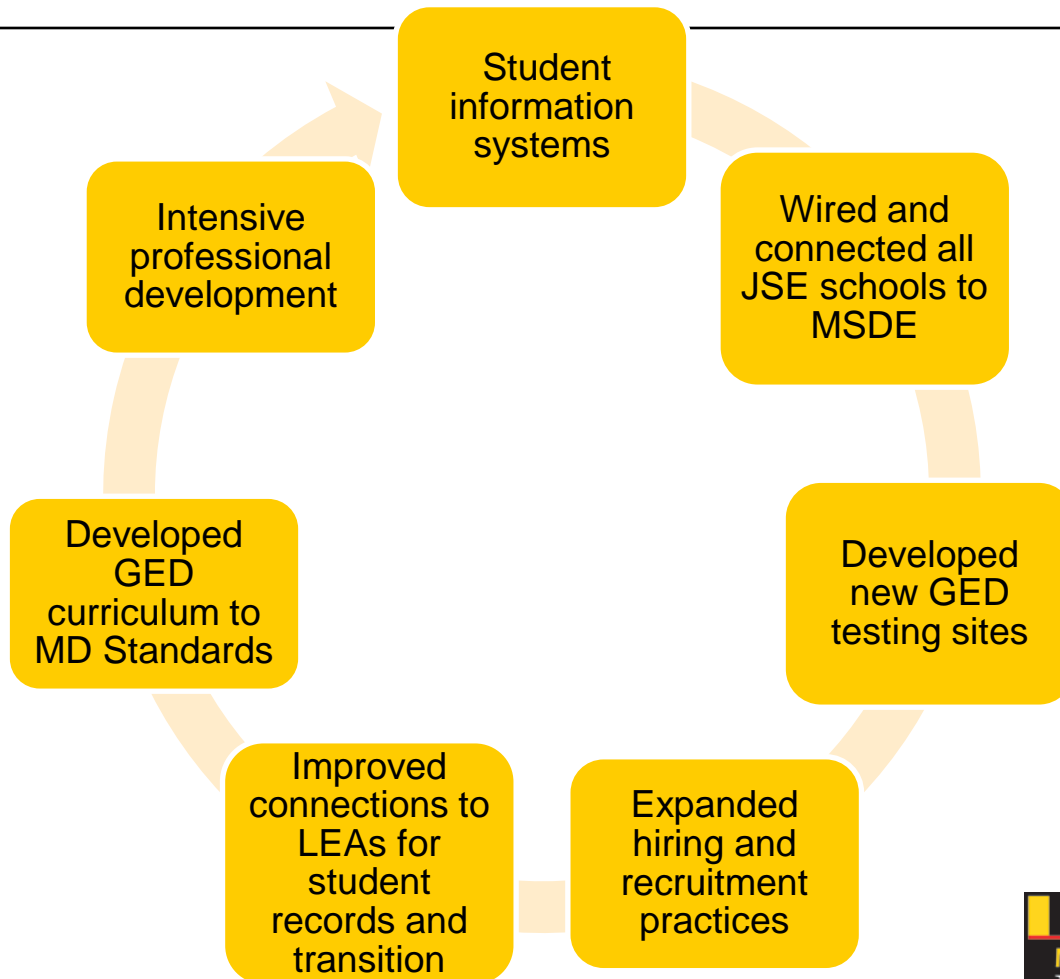 Student
information
systems
Wired and
connected all
JSE schools to
MSDE
Developed
new GED
testing sites
Expanded
hiring and
recruitment
practices
Improved
connections to
LEAs for
student
records and
transition
Developed
GED
curriculum to
MD Standards
Intensive
professional
development